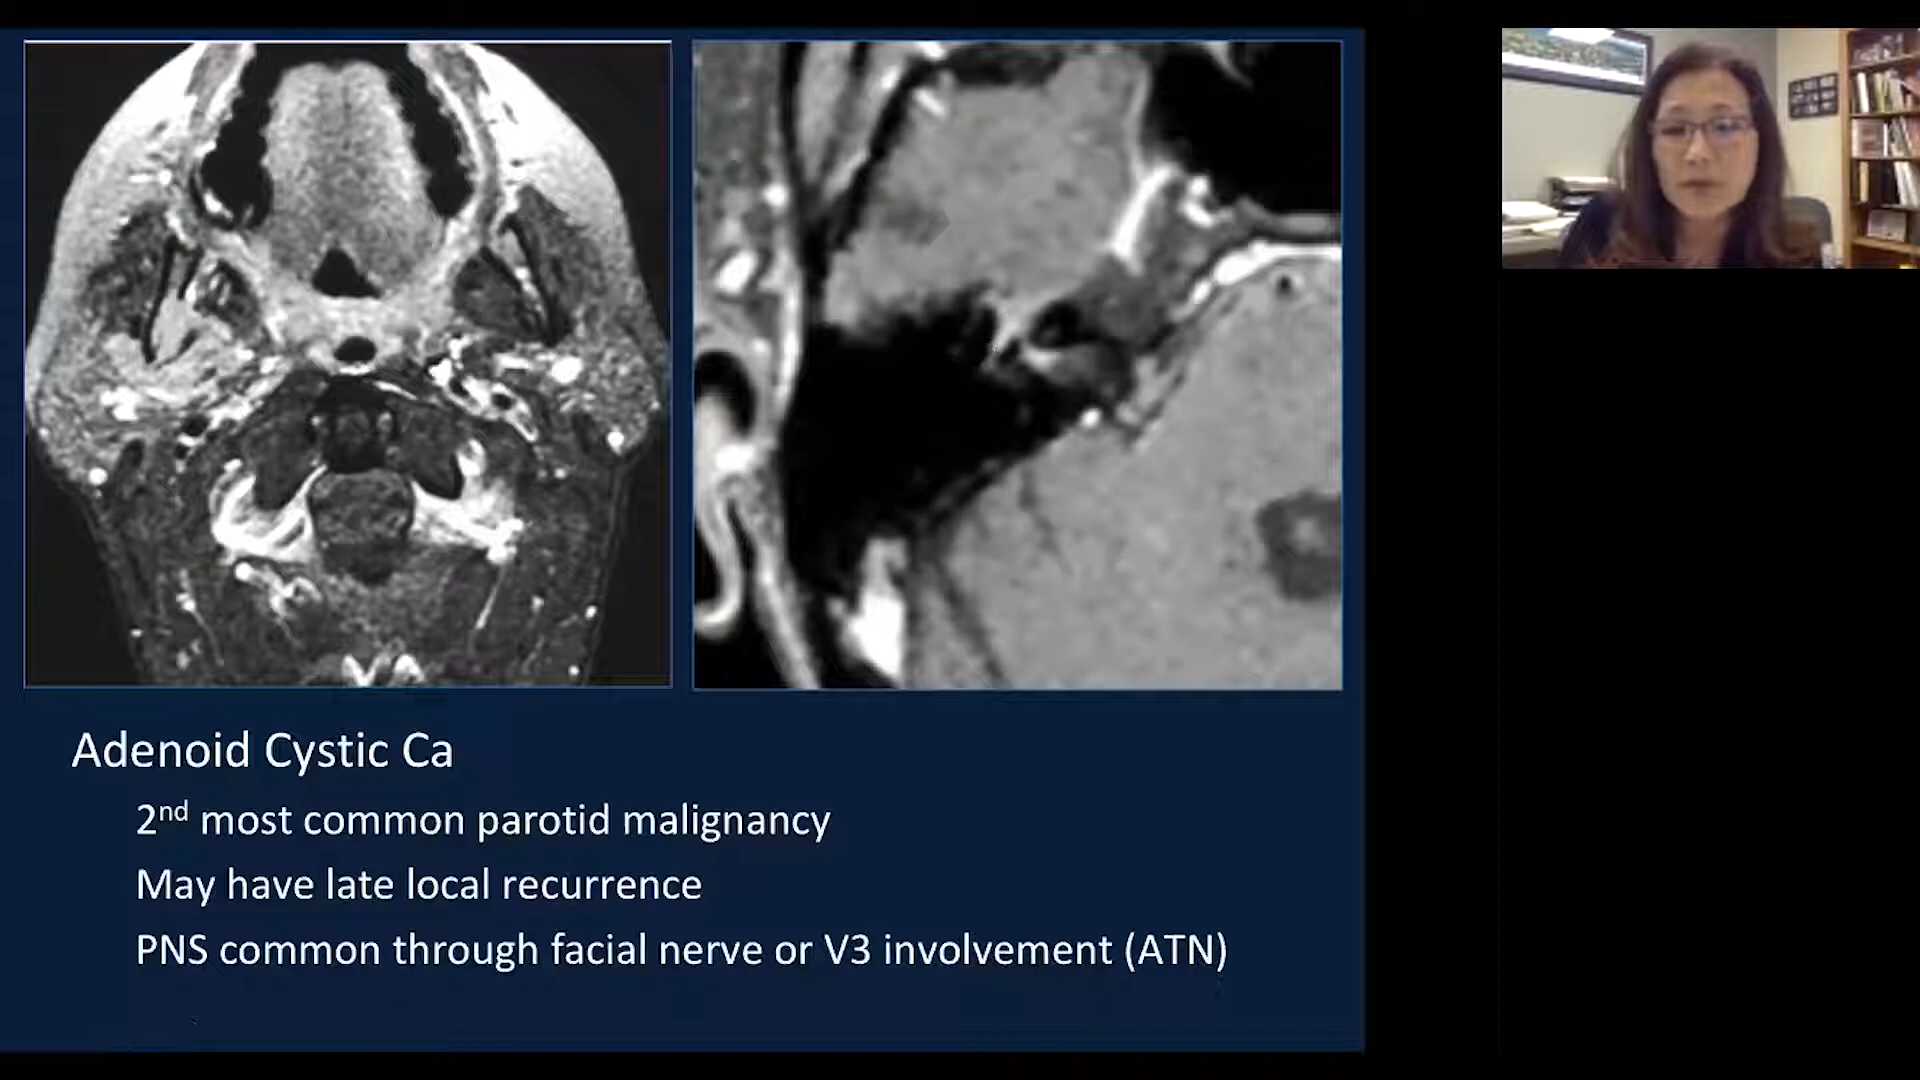 Adenoid Cystic Ca
2nd most common parotid malignancy
May have late local recurrence
PNS common through facial nerve or V3 involvement (ATN)